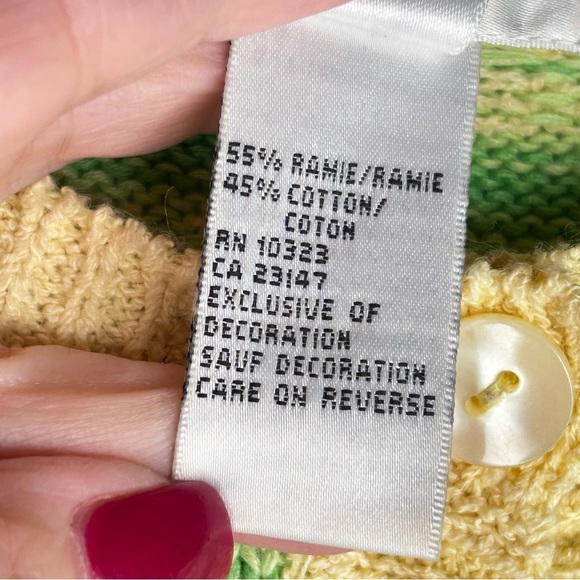 55% RAMIE/RAMIE
45% COTTON/
COTON
RN 10323
CA 23147
EXCLUSIVE OF
DECORATION
SAUF DECORATION
CARE ON REVERSE